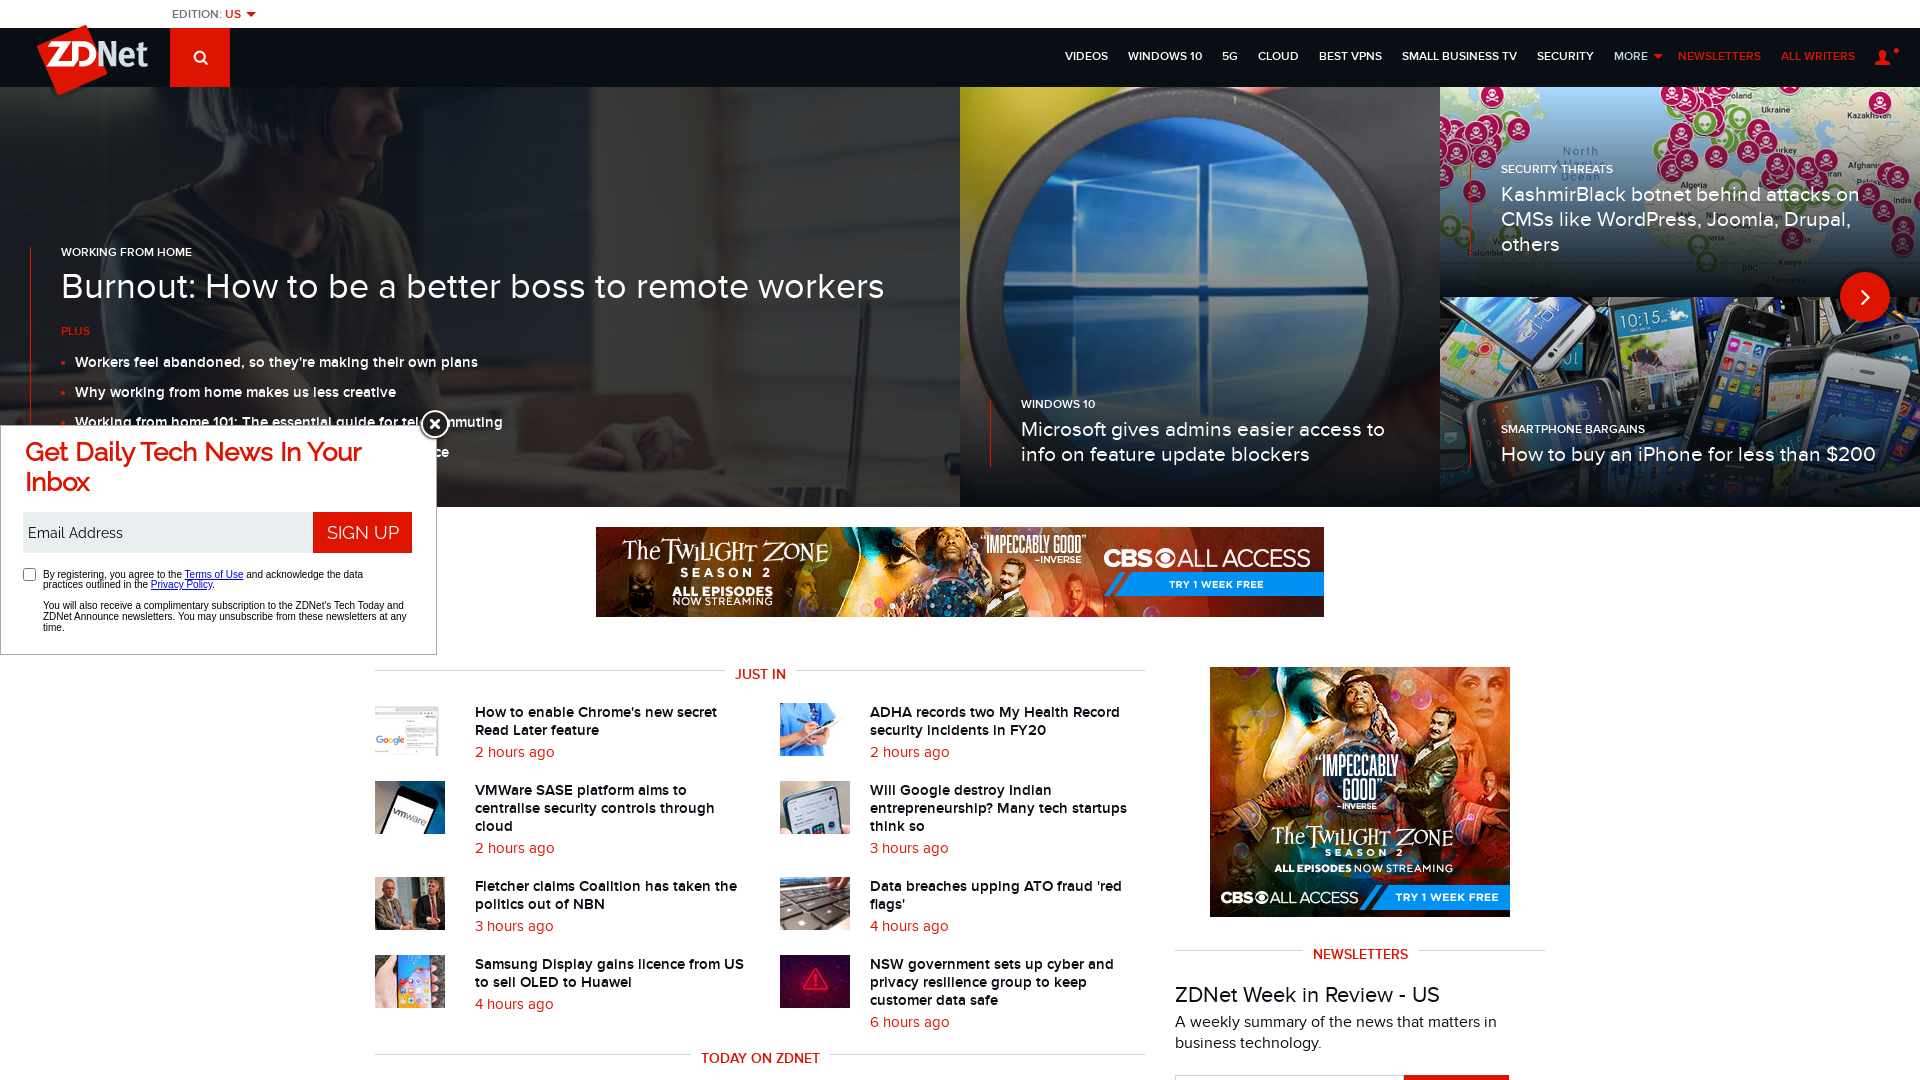 EDITION: US
ZDNet
VIDEOS WINDOWS 10 5G CLOUD BEST VPNS SMALL BUSINESS TV SECURITY MORE NEWSLETTERS ALL WRITERS
WORKING FROM HOME
Burnout: How to be a better boss to remote workers
PLUS
Workers feel abandoned, so they're making their own plans
Why working from home makes us less creative
Working from home 101: The essential guide for
WINDOWS 10
Microsoft gives admins easier access to
info on feature update blockers
SECURITY THREATS
KashmirBlack botnet behind attacks on
CMSs like WordPress, Joomla, Drupal,
others
SMARTPHONE BARGAINS
How to buy an iPhone for less than $200
Get Daily Tech News In Your
Inbox
Email Address
SIGN UP
By registering, you agree to the Terms of Use and acknowledge the data
practices outlined in the Privacy Policy.
You will also receive a complimentary subscription to the ZDNet's Tech Today and
ZDNet Announce newsletters. You may unsubscribe from these newsletters at any
time.
The TWILIGHT ZONE
SEASON 2
ALL EPISODES
NOW STREAMING
"IMPECCABLY GOOD"
-INVERSE
CBS ALL ACCESS
TRY 1 WEEK FREE
JUST IN
How to enable Chrome's new secret
Read Later feature
2 hours ago
ADHA records two My Health Record
security incidents in FY20
2 hours ago
VMWare SASE platform aims to
centralise security controls through
cloud
2 hours ago
Will Google destroy Indian
entrepreneurship? Many tech startups
think so
3 hours ago
Fletcher claims Coalition has taken the
politics out of NBN
3 hours ago
Data breaches upping ATO fraud 'red
flags'
4 hours ago
Samsung Display gains licence from US
to sell OLED to Huawei
4 hours ago
NSW government sets up cyber and
privacy resilience group to keep
customer data safe
6 hours ago
TODAY ON ZDNET
"IMPECCABLY
GOOD"
-INVERSE
The TWILIGHT ZONE
SEASON 2
ALL EPISODES NOW STREAMING
CBS ALL ACCESS
TRY 1 WEEK FREE
NEWSLETTERS
ZDNet Week in Review - US
A weekly summary of the news that matters in
business technology.